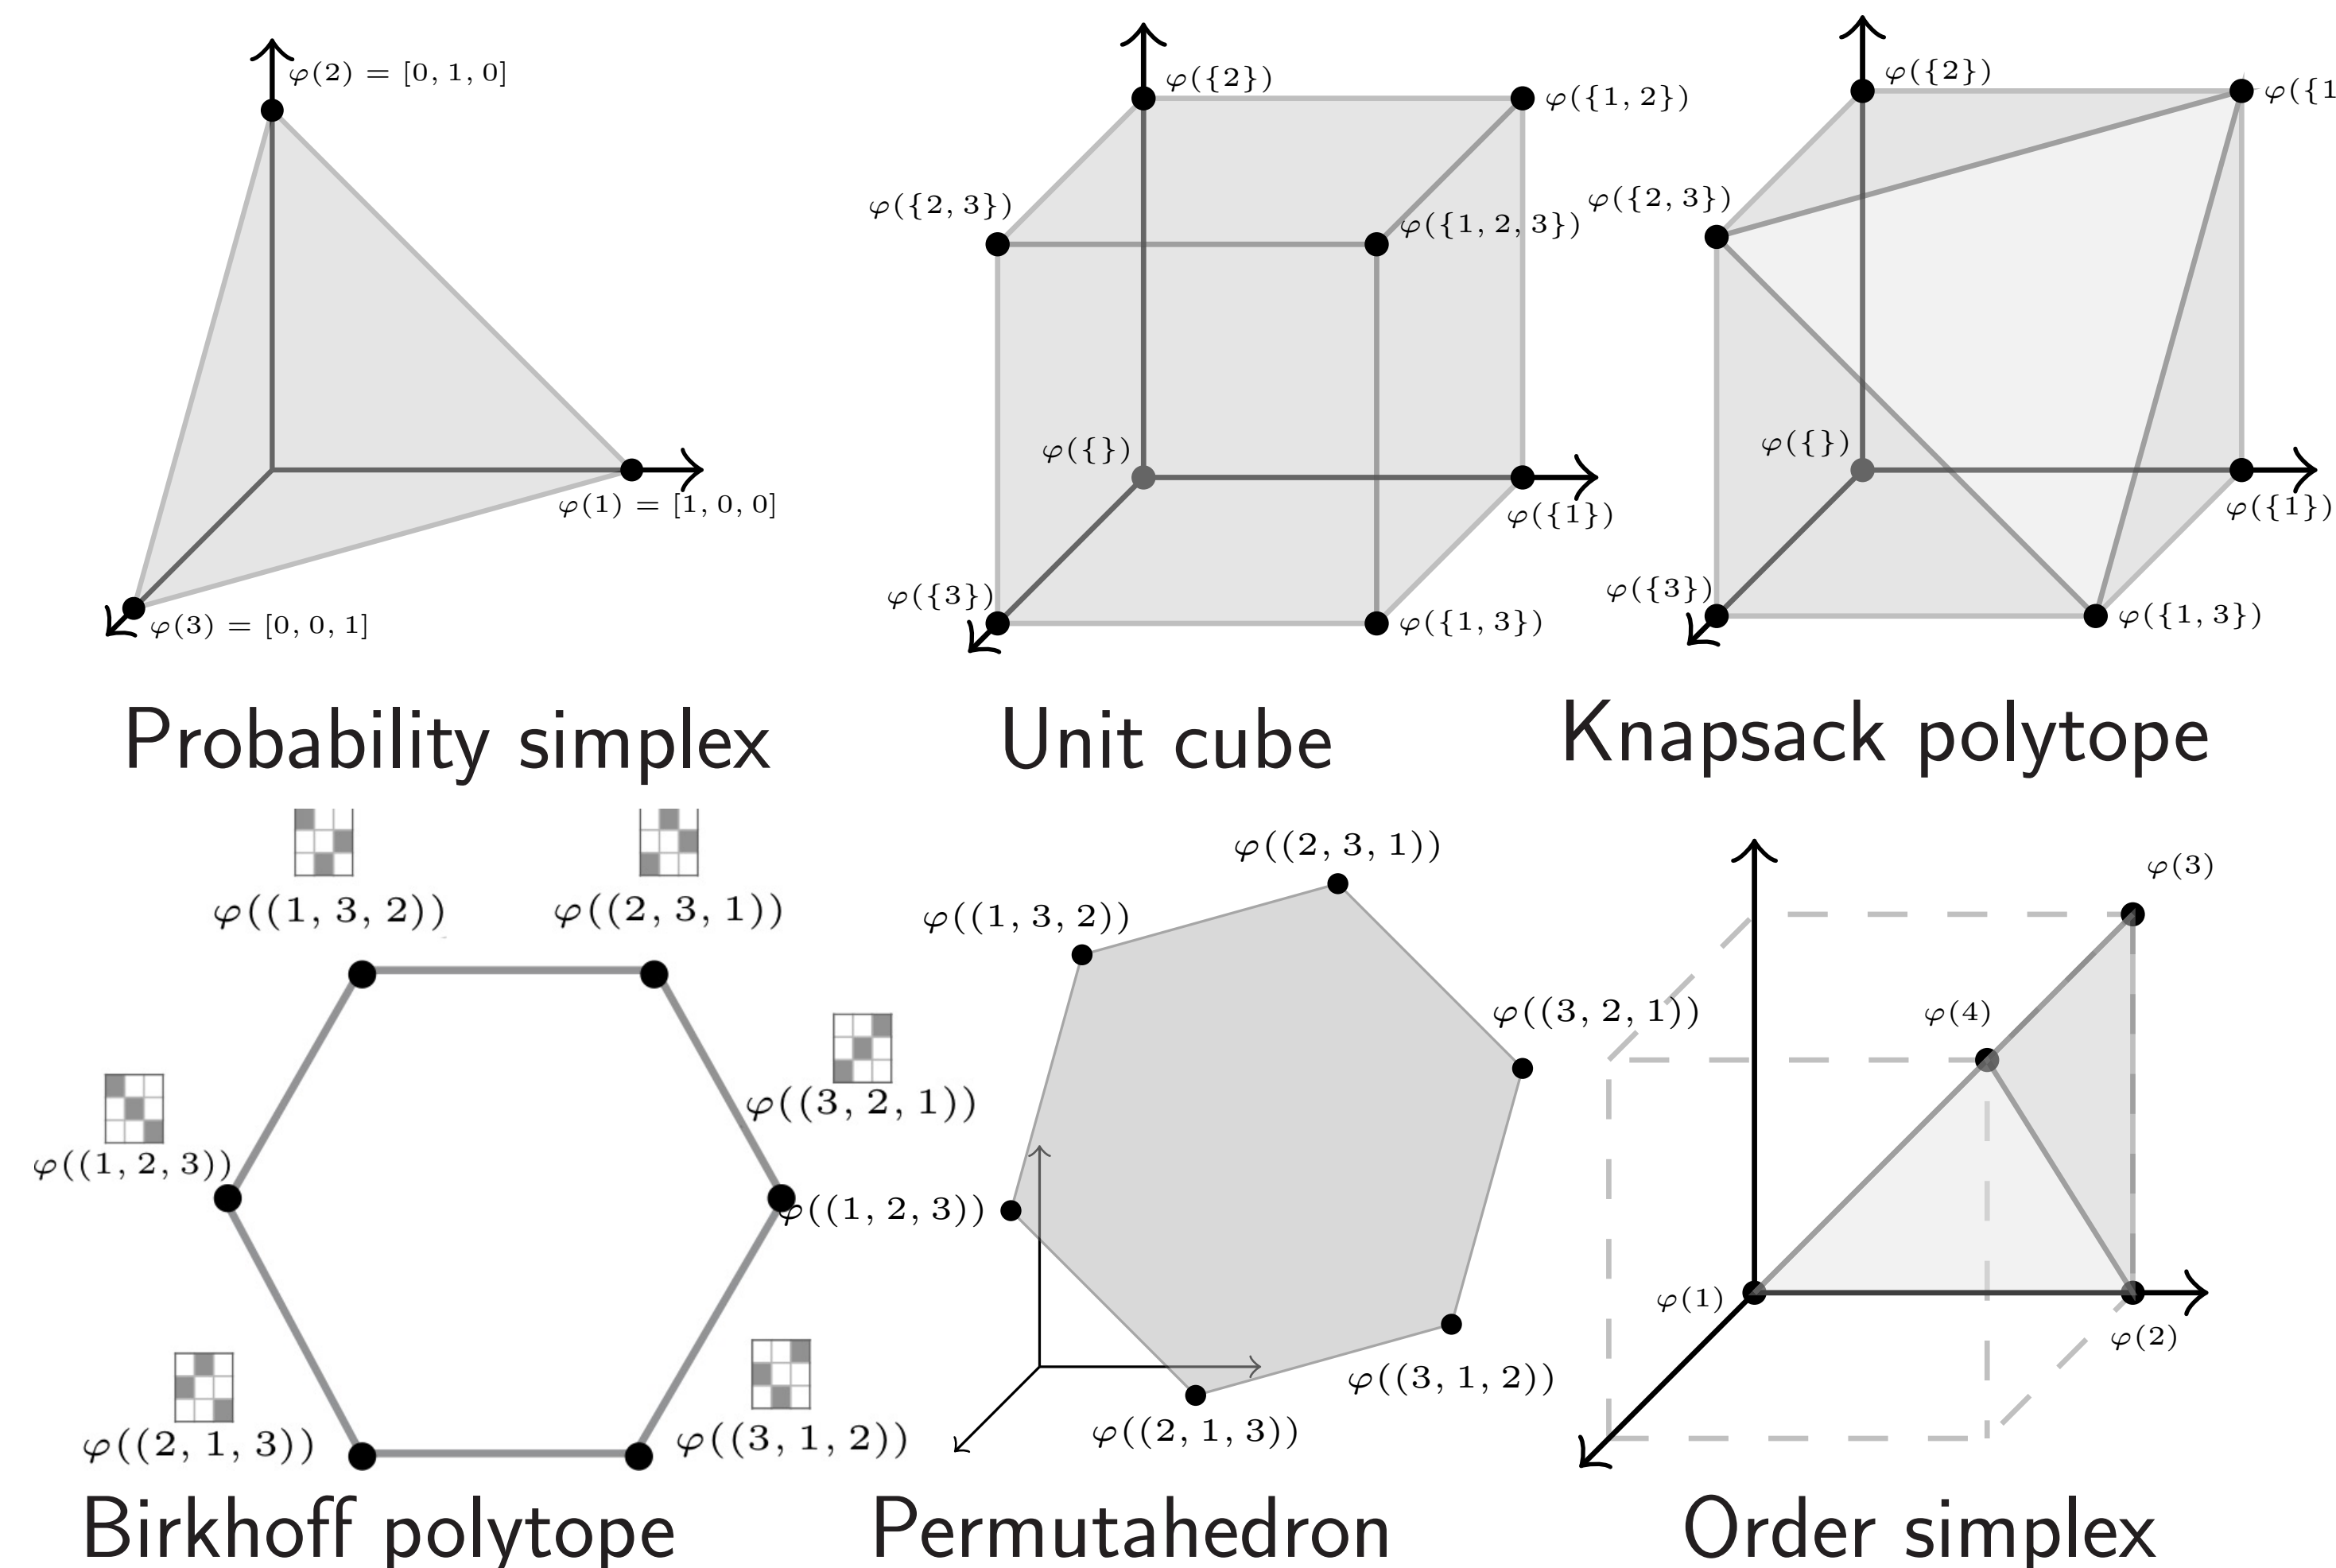 φ(2) = [0, 1, 0]
φ(1) = [1, 0, 0]
φ(3) = [0, 0, 1]
Probability simplex
φ({2})
φ({1, 2})
φ({2, 3})
φ({1, 2, 3})
φ({})
φ({1})
φ({3})
φ({1, 3})
Unit cube
φ({2})
φ({1
φ({2, 3})
φ({})
φ({1})
φ({3})
φ({1, 3})
Knapsack polytope
φ((1, 3, 2))
φ((2, 3, 1))
φ((3, 2, 1))
φ((1, 2, 3))
φ((2, 1, 3))
φ((3, 1, 2))
Birkhoff polytope
φ((2, 3, 1))
φ((1, 3, 2))
φ((3, 2, 1))
φ((1, 2, 3))
φ((3, 1, 2))
φ((2, 1, 3))
Permutahedron
φ(3)
φ(4)
φ(1)
φ(2)
Order simplex